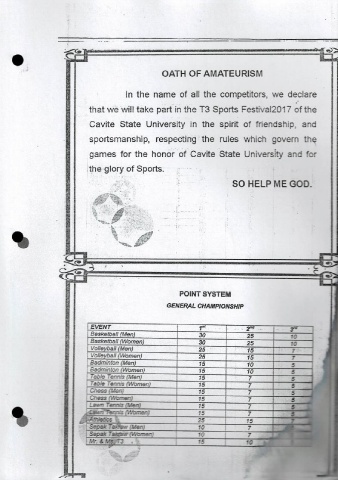 OATH OF AMATEURISM
In the name of all the competitors, we declare
that we will take part in the T3 Sports Festival2017 of the
Cavite State University in the spirit of friendship, and
sportsmanship, respecting the rules which govern the
games for the honor of Cavite State University and for
the glory of Sports.
SO HELP ME GOD.
POINT SYSTEM
GENERAL CHAMPIONSHIP
EVENT 1st 2nd 3rd
Basketball (Men) 30 25 10
Basketball (Women) 30 25 10
Volleyball (Men) 25 15 7
Volleyball (Women) 25 15 7
Badminton (Men) 15 10 5
Badminton (Women) 15 10 5
Table Tennis (Men) 15 7 5
Table Tennis (Women) 15 7 5
Chess (Men) 15 7 5
Chess (Women) 15 7 5
Lawn Tennis (Men) 15 7 5
Lawn Tennis (Women) 15 7 5
Athletics 25 15
Sepak Takraw (Men) 10 7 5
Sepak Takraw (Women) 10 7 5
Mr. & Ms. T3 15 10